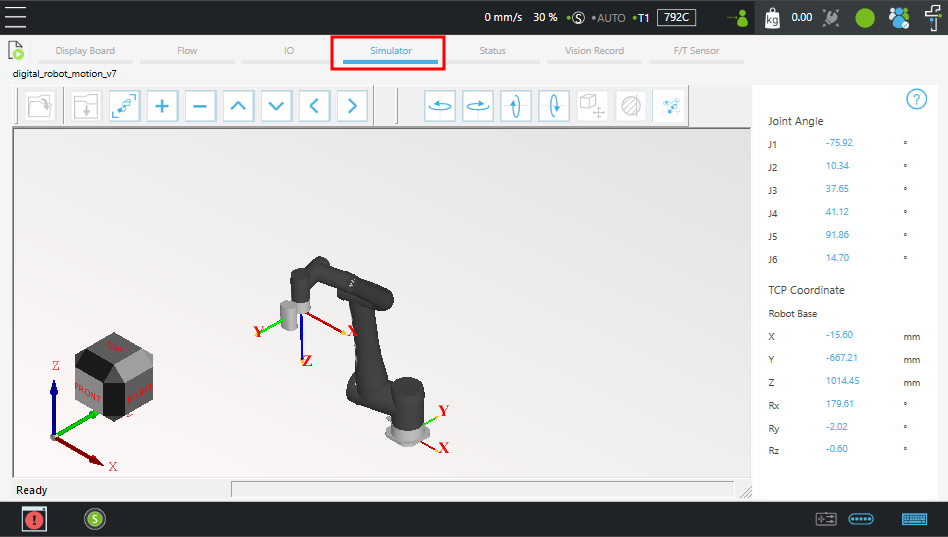 0 mm/s 30 % S AUTO T1 792C kg 0.00
Display Board Flow IO Simulator Status Vision Record F/T Sensor
digital_robot_motion_v7
?
Joint Angle
J1 -75.92 °
J2 10.34 °
J3 37.65 °
J4 41.12 °
J5 91.86 °
J6 14.70 °
TCP Coordinate
Robot Base
X -15.60 mm
Y -667.21 mm
Z 1014.45 mm
Rx 179.61 °
Ry -2.02 °
Rz -0.60 °
Y X
Z
TOP
Z
FRONT RIGHT
Y
X
Y
X
Ready
S